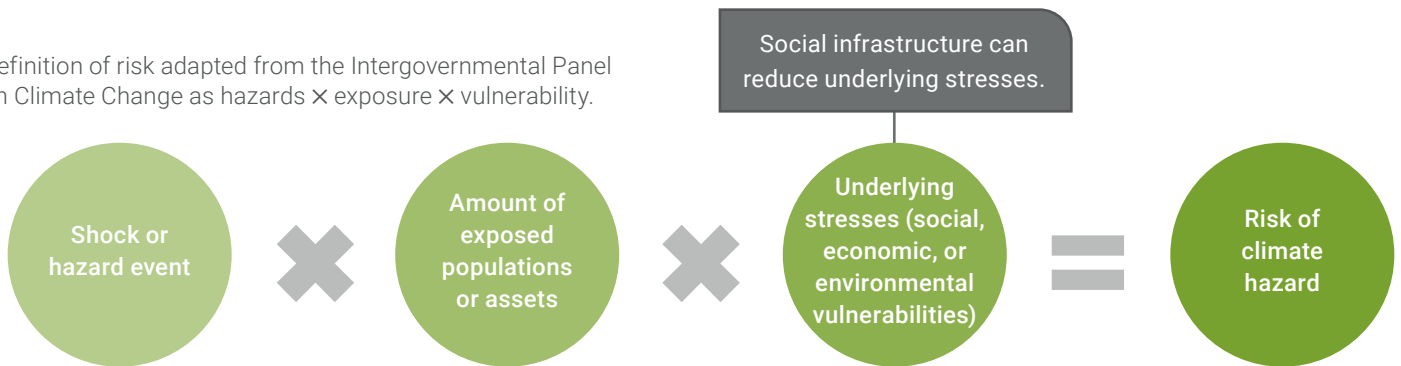 efinition of risk adapted from the Intergovernmental Panel
n Climate Change as hazards × exposure × vulnerability.
Social infrastructure can
reduce underlying stresses.
Shock or
hazard event
×
Amount of
exposed
populations
or assets
×
Underlying
stresses (social,
economic, or
environmental
vulnerabilities)
=
Risk of
climate
hazard